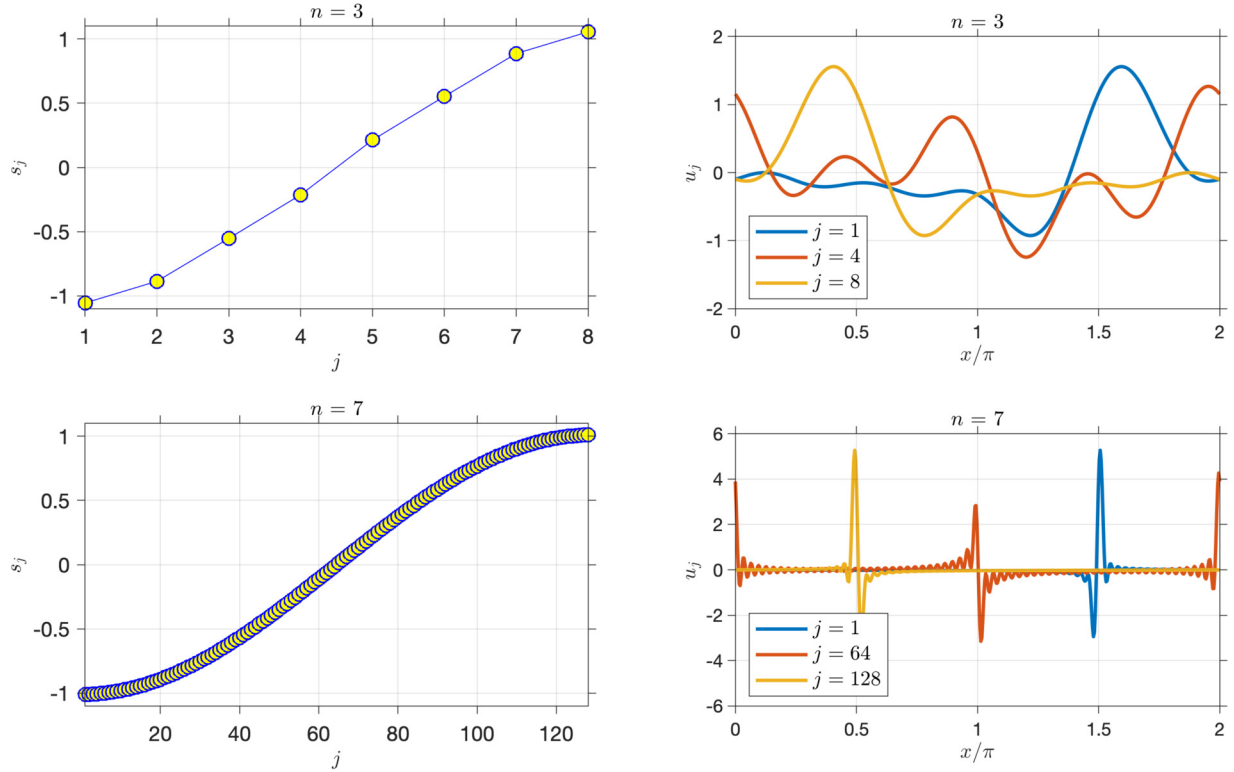 n = 3
1
0.5
0
-0.5
-1
s_j
1 2 3 4 5 6 7 8
j
n = 3
2
1
0
-1
-2
u_j
j = 1
j = 4
j = 8
0 0.5 1 1.5 2
x/π
n = 7
1
0.5
0
-0.5
-1
s_j
20 40 60 80 100 120
j
n = 7
6
4
2
0
-2
-4
-6
u_j
j = 1
j = 64
j = 128
0 0.5 1 1.5 2
x/π